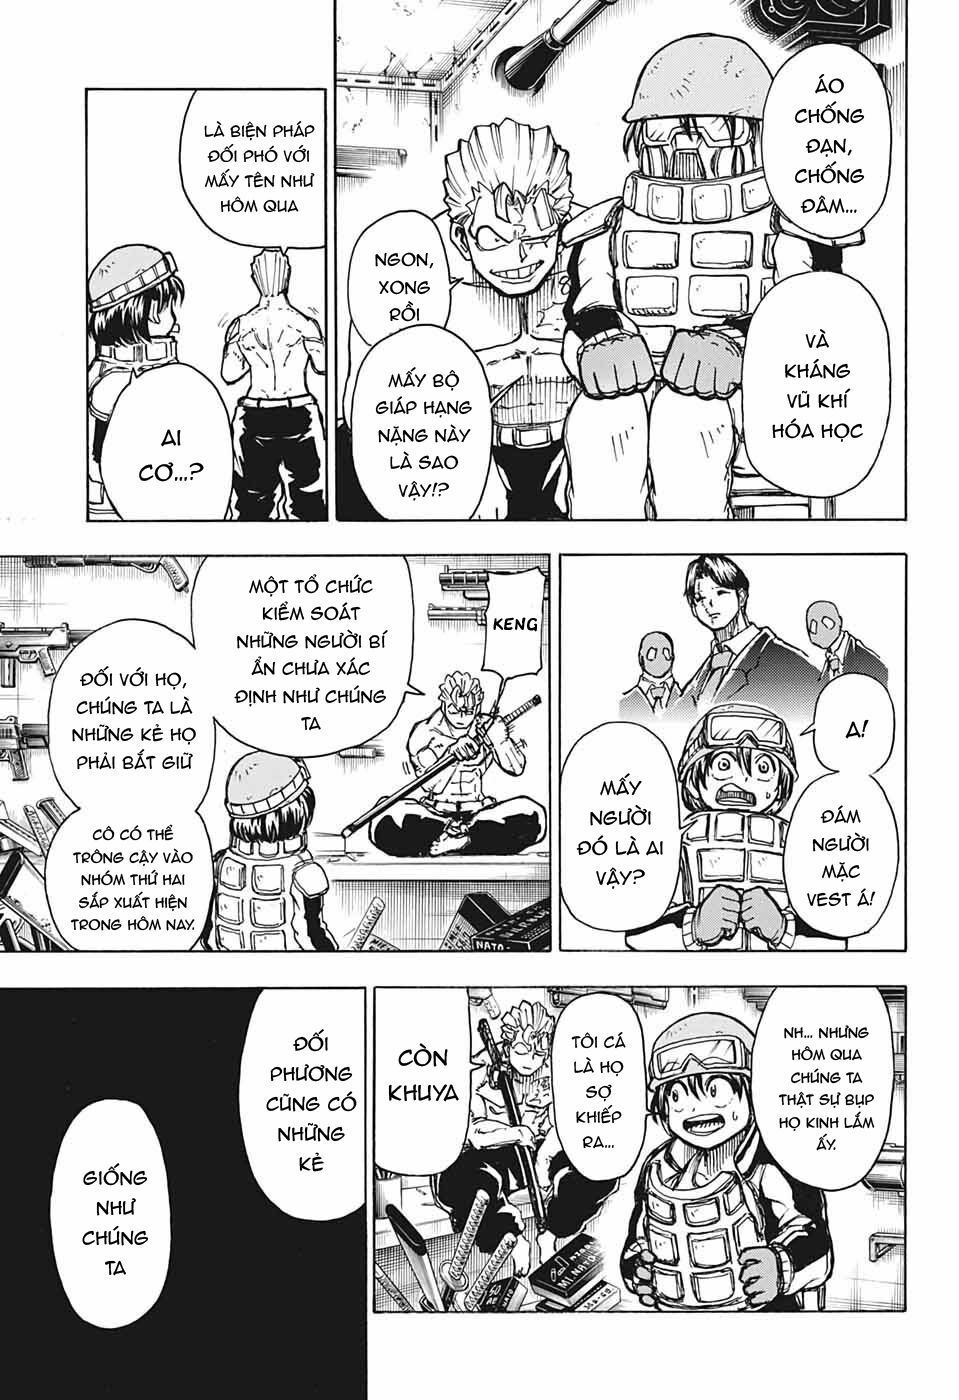 ÁO
CHỐNG
ĐẠN,
CHỐNG
ĐÂM...
VÀ
KHÁNG
VŨ KHÍ
HÓA HỌC
NGON,
XONG
RỒI
MẤY BỘ
GIÁP HẠNG
NẶNG NÀY
LÀ SAO
VẬY!?
LÀ BIỆN PHÁP
ĐỐI PHÓ VỚI
MẤY TÊN NHƯ
HÔM QUA
AI
CƠ...?
A!
ĐÁM
NGƯỜI
MẶC
VEST Á!
MẤY
NGƯỜI
ĐÓ LÀ AI
VẬY?
KENG
MỘT TỔ CHỨC
KIỂM SOÁT
NHỮNG NGƯỜI BÍ
ẨN CHƯA XÁC
ĐỊNH NHƯ CHÚNG
TA
ĐỐI VỚI HỌ,
CHÚNG TA LÀ
NHỮNG KẺ HỌ
PHẢI BẮT GIỮ
CÔ CÓ THỂ
TRÔNG CẬY VÀO
NHÓM THỨ HAI
SẮP XUẤT HIỆN
TRONG HÔM NAY.
NATO
NH... NHƯNG
HÔM QUA
CHÚNG TA
THẬT SỰ BỤP
HỌ KINH LẮM
ẤY.
TÔI CÁ
LÀ HỌ
SỢ
KHIẾP
RA...
CÒN
KHUYA
ĐỐI
PHƯƠNG
CŨNG CÓ
NHỮNG
KẺ
GIỐNG
NHƯ
CHÚNG
TA